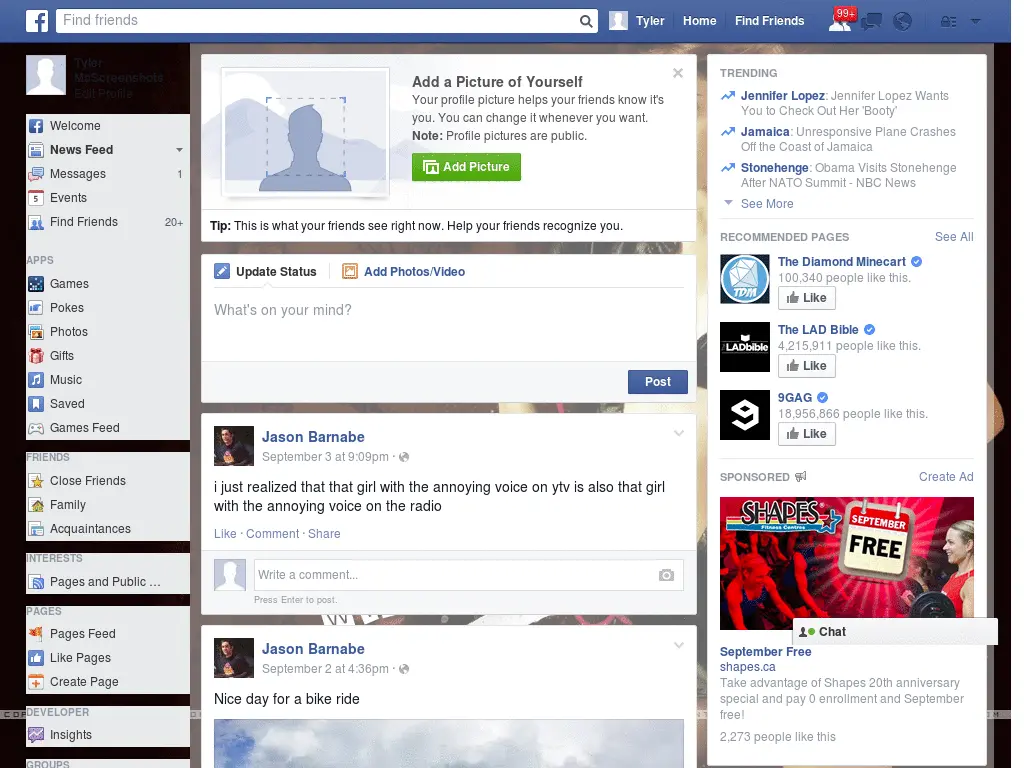 Find friends
Tyler
Home
Find Friends
99+
Tyler
McScreenshots
Edit Profile
Welcome
News Feed
Messages 1
Events
Find Friends 20+
APPS
Games
Pokes
Photos
Gifts
Music
Saved
Games Feed
FRIENDS
Close Friends
Family
Acquaintances
INTERESTS
Pages and Public ...
PAGES
Pages Feed
Like Pages
Create Page
DEVELOPER
Insights
GROUPS
Add a Picture of Yourself
Your profile picture helps your friends know it's
you. You can change it whenever you want.
Note: Profile pictures are public.
Add Picture
Tip: This is what your friends see right now. Help your friends recognize you.
Update Status
Add Photos/Video
What's on your mind?
Post
Jason Barnabe
September 3 at 9:09pm ·
i just realized that that girl with the annoying voice on ytv is also that girl
with the annoying voice on the radio
Like · Comment · Share
Write a comment...
Press Enter to post.
Jason Barnabe
September 2 at 4:36pm ·
Nice day for a bike ride
TRENDING
Jennifer Lopez: Jennifer Lopez Wants
You to Check Out Her 'Booty'
Jamaica: Unresponsive Plane Crashes
Off the Coast of Jamaica
Stonehenge: Obama Visits Stonehenge
After NATO Summit - NBC News
See More
RECOMMENDED PAGES See All
TDM
The Diamond Minecart
100,340 people like this.
Like
LADbible
The LAD Bible
4,215,911 people like this.
Like
9GAG
18,956,866 people like this.
Like
SPONSORED Create Ad
SHAPES
Fitness Centres
SEPTEMBER
FREE
Chat
September Free
shapes.ca
Take advantage of Shapes 20th anniversary
special and pay 0 enrollment and September
free!
2,273 people like this